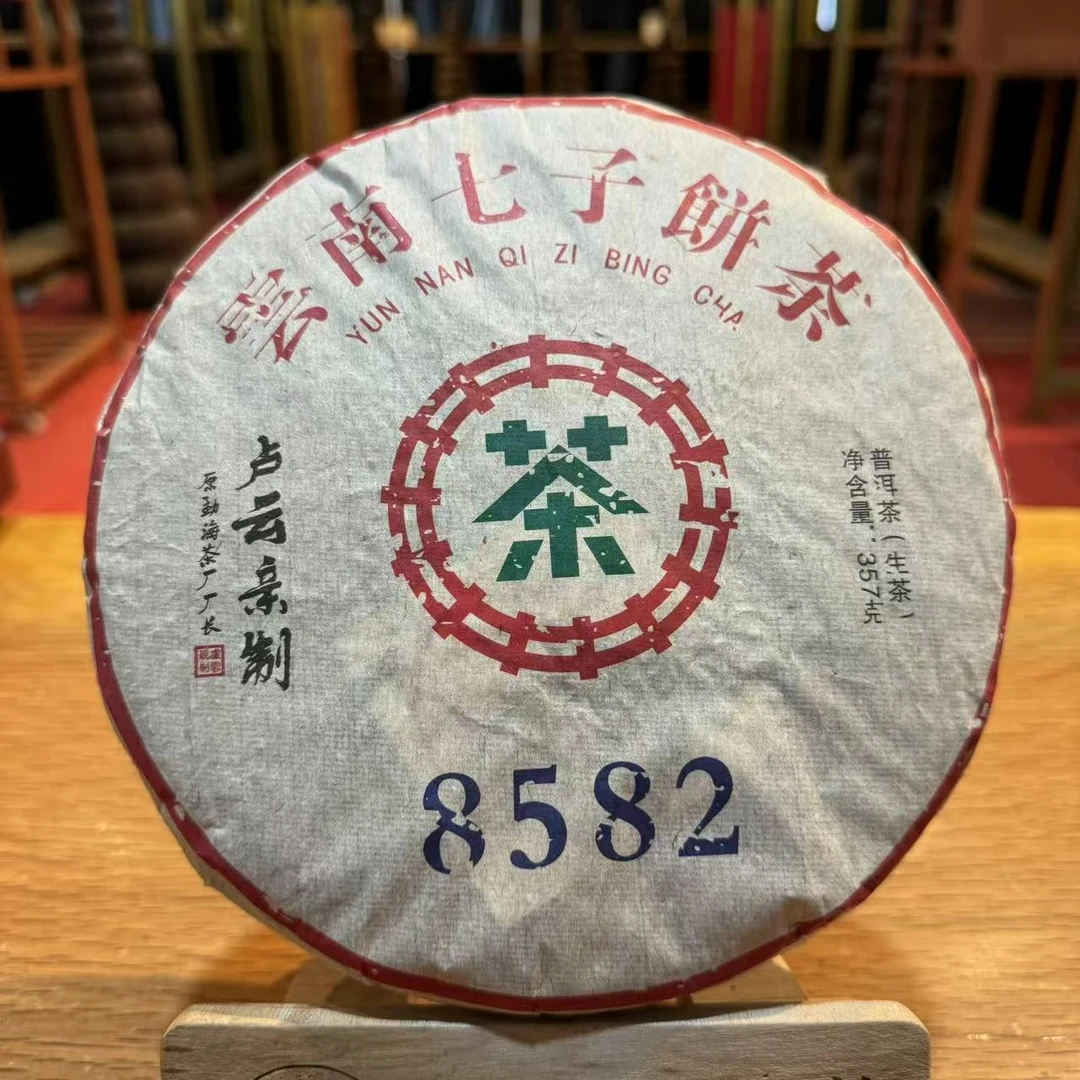 雲南七子餅茶
YUN NAN QI ZI BING CHA
茶
普洱茶(生茶)
净含量:357克
卢云亲制
原勐海茶厂厂长
8582